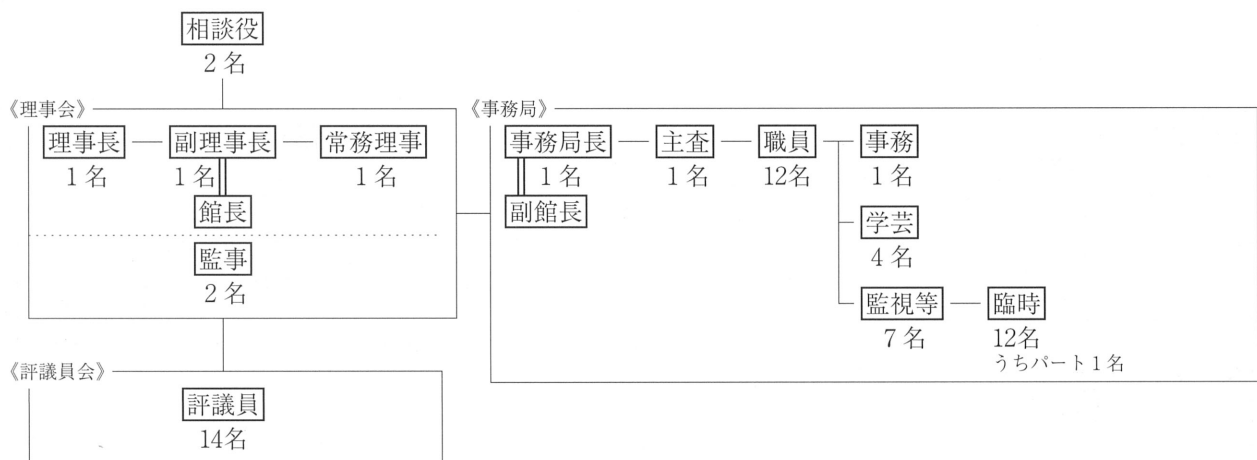 相談役
2名
《理事会》
理事長 副理事長 常務理事
1名 1名 1名
館長
監事
2名
《評議員会》
評議員
14名
《事務局》
事務局長 主査 職員 事務
1名 1名 12名 1名
副館長 学芸
4名
監視等 臨時
7名 12名
うちパート1名